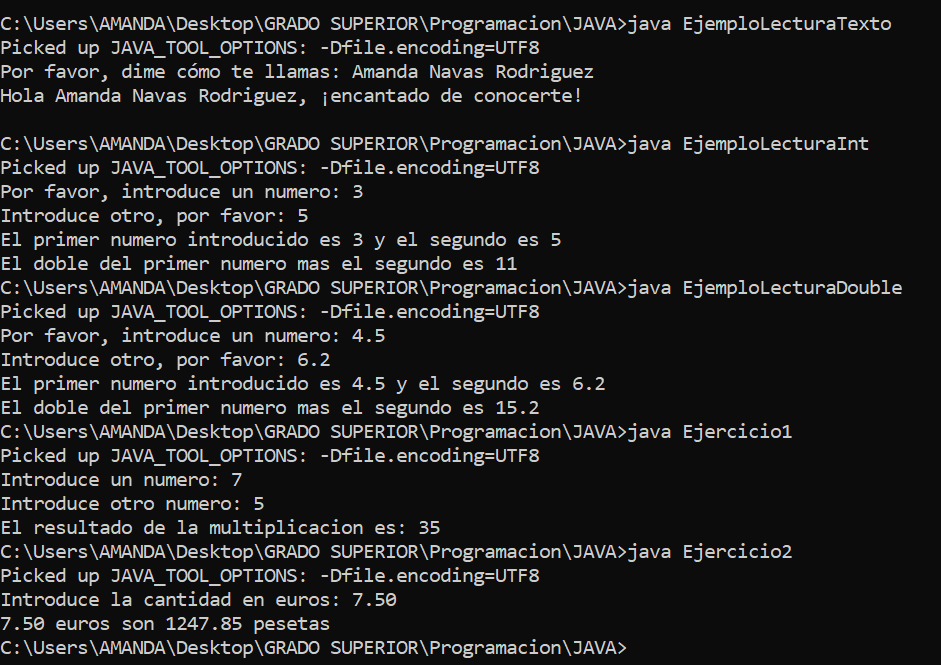 C:\Users\AMANDA\Desktop\GRADO SUPERIOR\Programacion\JAVA>java EjemploLecturaTexto
Picked up JAVA_TOOL_OPTIONS: -Dfile.encoding=UTF8
Por favor, dime cómo te llamas: Amanda Navas Rodriguez
Hola Amanda Navas Rodriguez, ¡encantado de conocerte!
C:\Users\AMANDA\Desktop\GRADO SUPERIOR\Programacion\JAVA>java EjemploLecturaInt
Picked up JAVA_TOOL_OPTIONS: -Dfile.encoding=UTF8
Por favor, introduce un numero: 3
Introduce otro, por favor: 5
El primer numero introducido es 3 y el segundo es 5
El doble del primer numero mas el segundo es 11
C:\Users\AMANDA\Desktop\GRADO SUPERIOR\Programacion\JAVA>java EjemploLecturaDouble
Picked up JAVA_TOOL_OPTIONS: -Dfile.encoding=UTF8
Por favor, introduce un numero: 4.5
Introduce otro, por favor: 6.2
El primer numero introducido es 4.5 y el segundo es 6.2
El doble del primer numero mas el segundo es 15.2
C:\Users\AMANDA\Desktop\GRADO SUPERIOR\Programacion\JAVA>java Ejercicio1
Picked up JAVA_TOOL_OPTIONS: -Dfile.encoding=UTF8
Introduce un numero: 7
Introduce otro numero: 5
El resultado de la multiplicacion es: 35
C:\Users\AMANDA\Desktop\GRADO SUPERIOR\Programacion\JAVA>java Ejercicio2
Picked up JAVA_TOOL_OPTIONS: -Dfile.encoding=UTF8
Introduce la cantidad en euros: 7.50
7.50 euros son 1247.85 pesetas
C:\Users\AMANDA\Desktop\GRADO SUPERIOR\Programacion\JAVA>